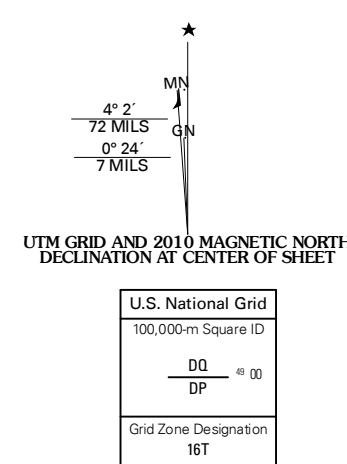 ★
MN
4° 2´
72 MILS
GN
0° 24´
7 MILS
UTM GRID AND 2010 MAGNETIC NORTH
DECLINATION AT CENTER OF SHEET
U.S. National Grid
100,000-m Square ID
DQ
49 00
DP
Grid Zone Designation
16T